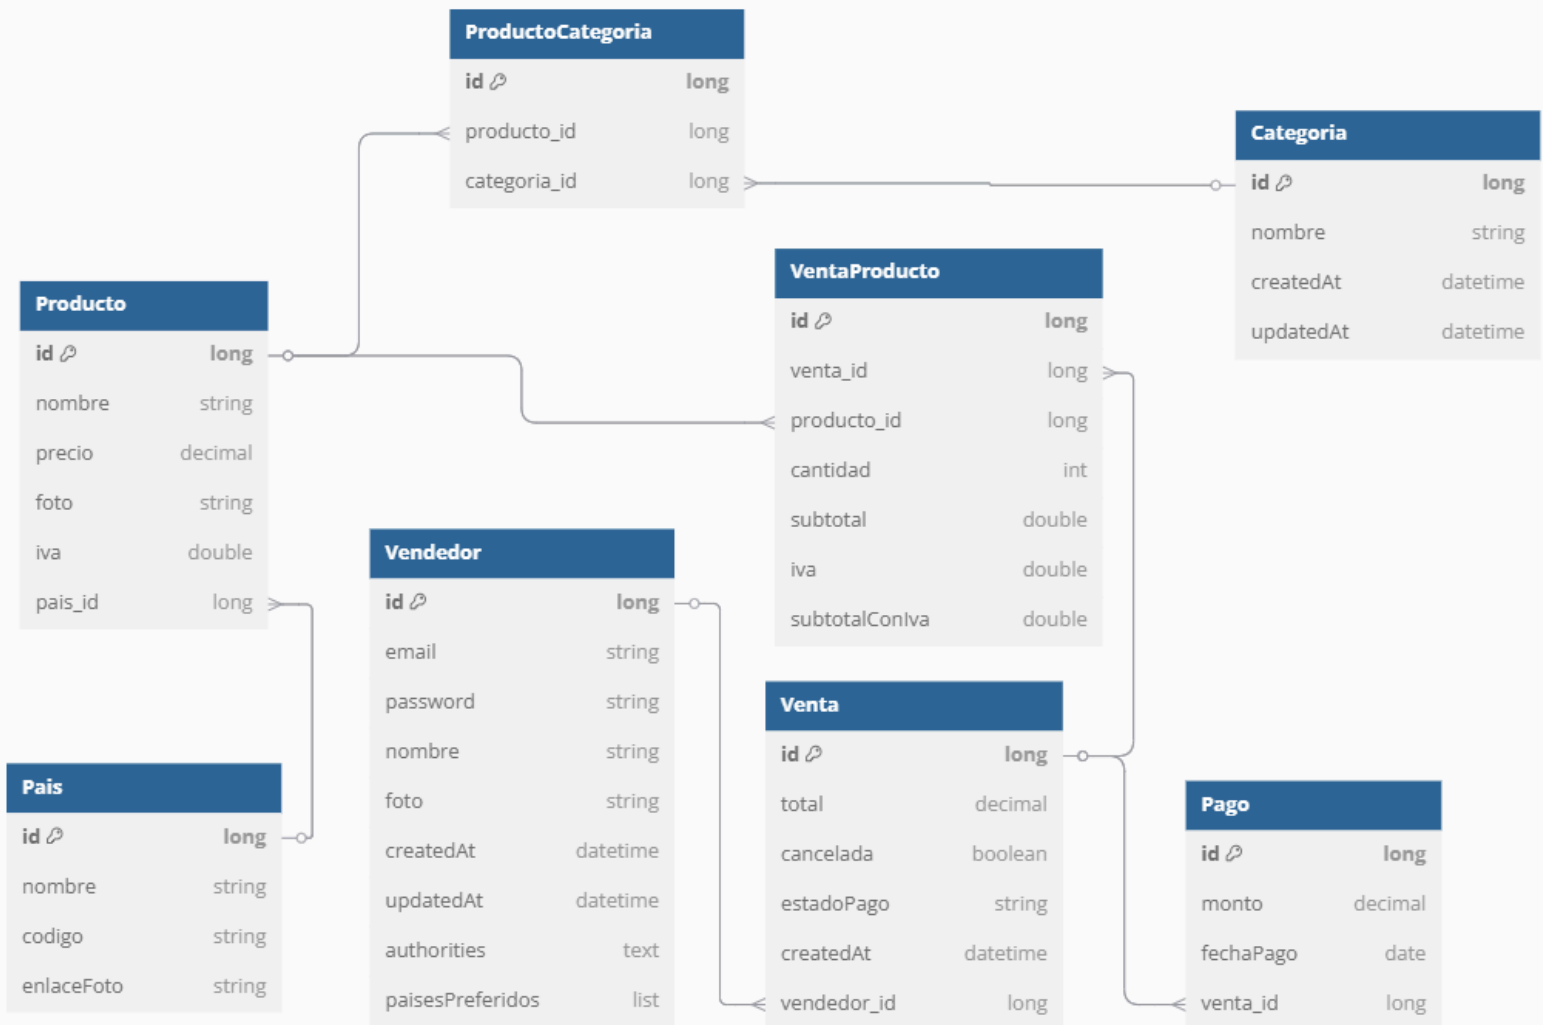 ProductoCategoria
id long
producto_id long
categoria_id long
Categoria
id long
nombre string
createdAt datetime
updatedAt datetime
VentaProducto
id long
venta_id long
producto_id long
cantidad int
subtotal double
iva double
subtotalConIva double
Producto
id long
nombre string
precio decimal
foto string
iva double
pais_id long
Vendedor
id long
email string
password string
nombre string
foto string
createdAt datetime
updatedAt datetime
authorities text
paisesPreferidos list
Venta
id long
total decimal
cancelada boolean
estadoPago string
createdAt datetime
vendedor_id long
Pais
id long
nombre string
codigo string
enlaceFoto string
Pago
id long
monto decimal
fechaPago date
venta_id long